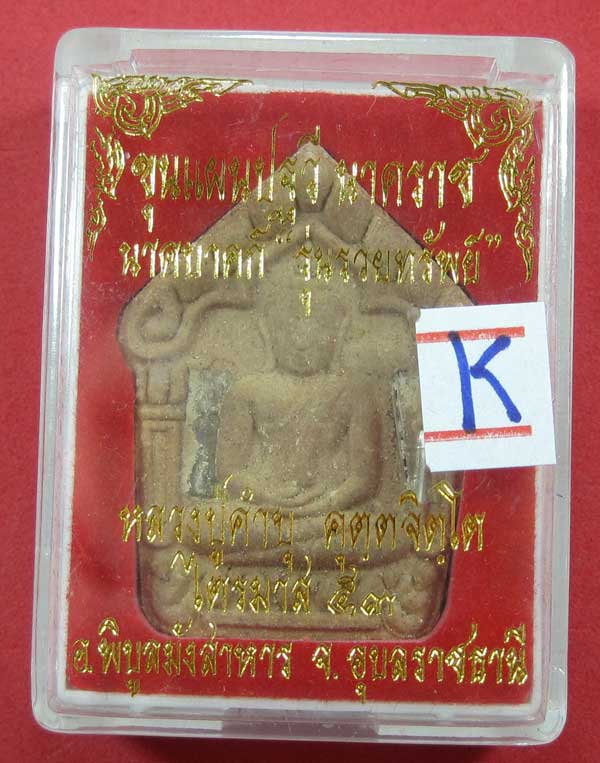 ขุนแผนปฐวี นาคราช
นาคบาตก์ "รุ่นรวยทรัพย์"
K
หลวงปู่คำบุ คุตฺตจิตฺโต
ไตรมาส ๕๓
อ.พิบูลมังสาหาร จ.อุบลราชธานี